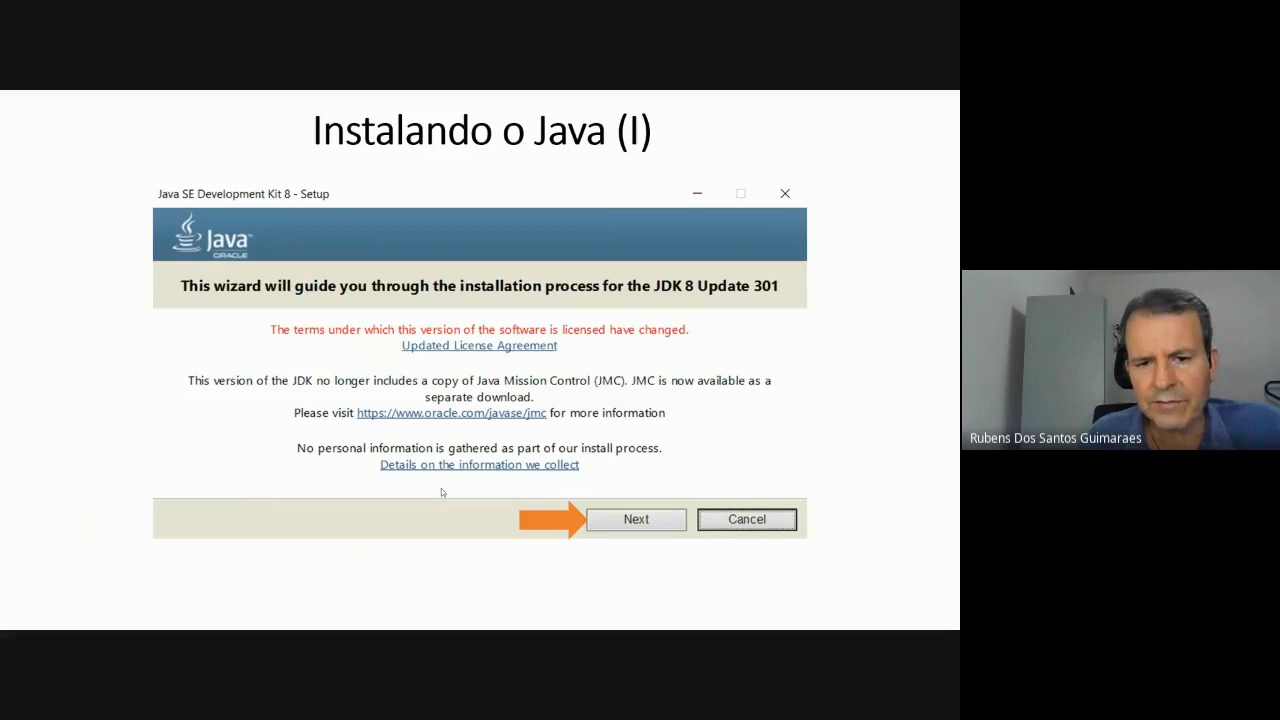 Instalando o Java (I)
Java SE Development Kit 8 - Setup
Java™
ORACLE
This wizard will guide you through the installation process for the JDK 8 Update 301
The terms under which this version of the software is licensed have changed.
Updated License Agreement
This version of the JDK no longer includes a copy of Java Mission Control (JMC). JMC is now available as a
separate download.
Please visit https://www.oracle.com/javase/jmc for more information
No personal information is gathered as part of our install process.
Details on the information we collect
Next
Cancel
Rubens Dos Santos Guimaraes